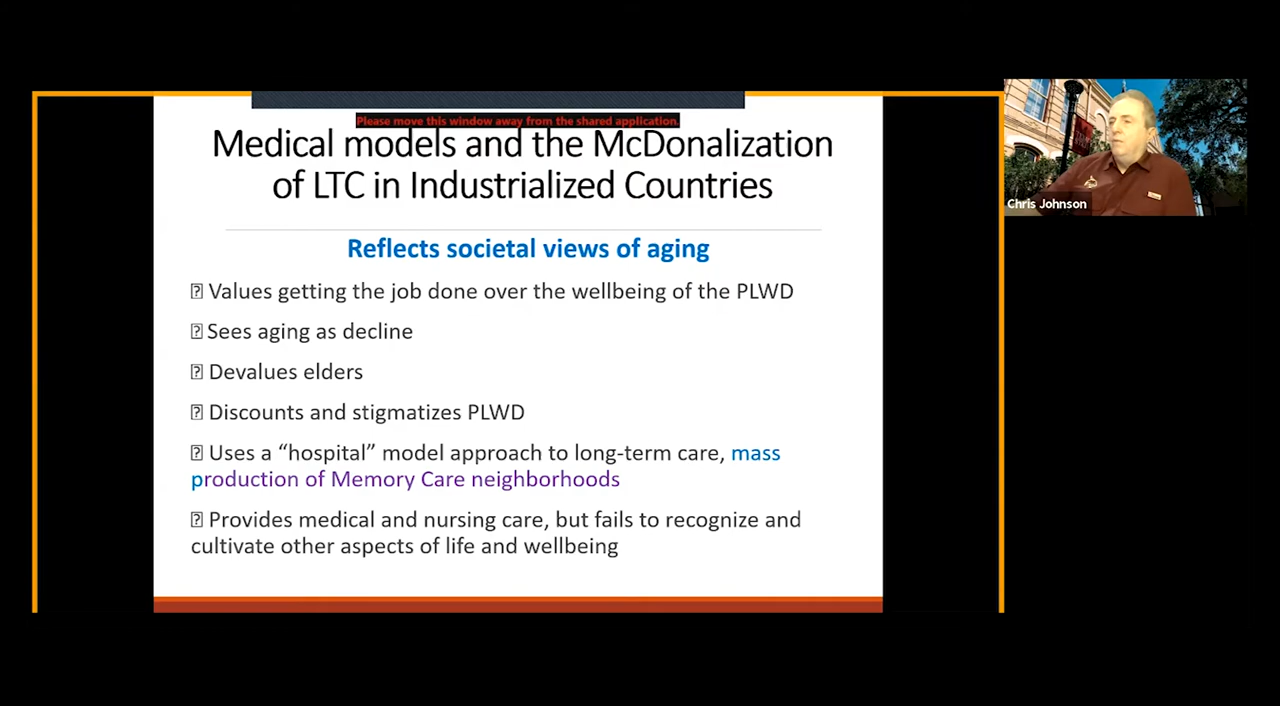 Please move this window away from the shared application.
Medical models and the McDonalization
of LTC in Industrialized Countries
Reflects societal views of aging
⍰ Values getting the job done over the wellbeing of the PLWD
⍰ Sees aging as decline
⍰ Devalues elders
⍰ Discounts and stigmatizes PLWD
⍰ Uses a “hospital” model approach to long-term care, mass
production of Memory Care neighborhoods
⍰ Provides medical and nursing care, but fails to recognize and
cultivate other aspects of life and wellbeing
Chris Johnson